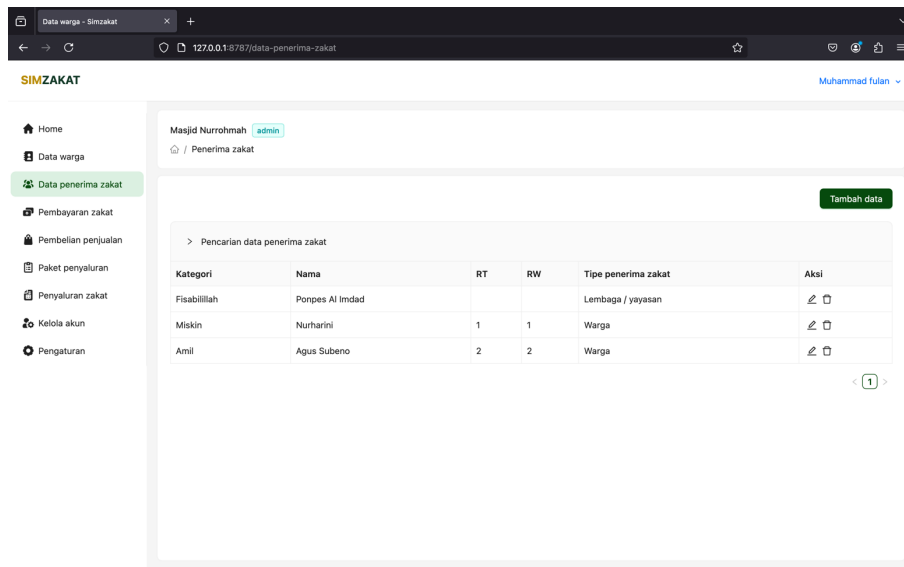 Data warga - Simzakat
127.0.0.1:8787/data-penerima-zakat
SIMZAKAT
Muhammad fulan
Home
Data warga
Data penerima zakat
Pembayaran zakat
Pembelian penjualan
Paket penyaluran
Penyaluran zakat
Kelola akun
Pengaturan
Masjid Nurrohmah admin
/ Penerima zakat
Tambah data
> Pencarian data penerima zakat
Kategori Nama RT RW Tipe penerima zakat Aksi
Fisabilillah Ponpes Al Imdad Lembaga / yayasan
Miskin Nurharini 1 1 Warga
Amil Agus Subeno 2 2 Warga
< 1 >